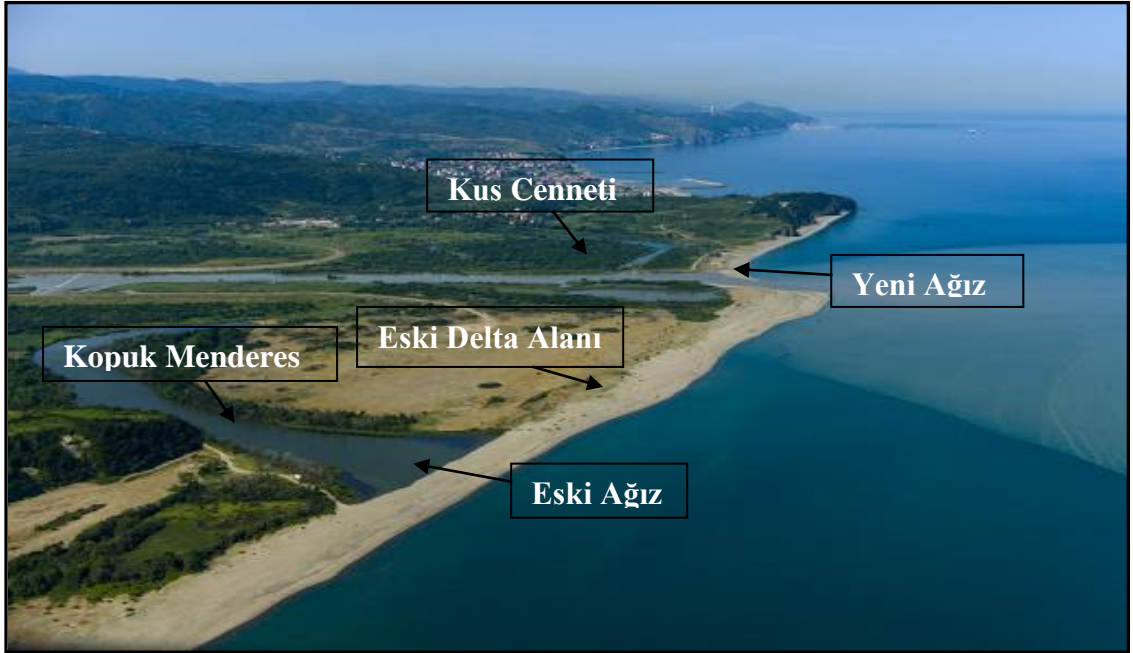 Kus Cenneti
Yeni Ağız
Eski Delta Alanı
Kopuk Menderes
Eski Ağız